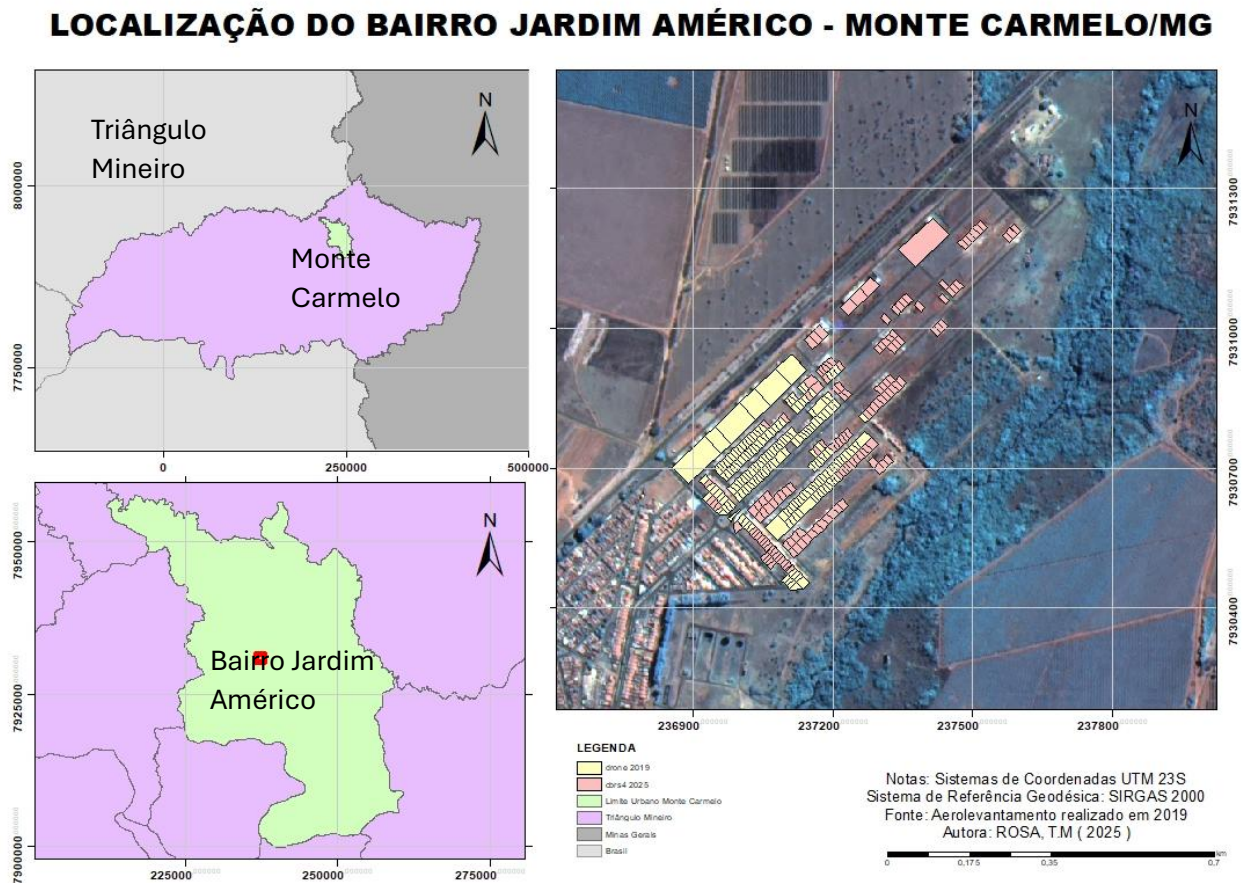 LOCALIZAÇÃO DO BAIRRO JARDIM AMÉRICO - MONTE CARMELO/MG
Triângulo
Mineiro
N
Monte
Carmelo
8000000
7750000
0
250000
500000
N
Bairro Jardim
Américo
7950000
7925000
7900000
225000
250000
275000
N
7931300
7931000
7930700
7930400
236900
237200
237500
237800
LEGENDA
drone 2019
cbrs4 2025
Limite Urbano Monte Carmelo
Triângulo Mineiro
Minas Gerais
Brasil
Notas: Sistemas de Coordenadas UTM 23S
Sistema de Referência Geodésica: SIRGAS 2000
Fonte: Aerolevantamento realizado em 2019
Autora: ROSA, T.M ( 2025 )
0 0,175 0,35 0,7
km